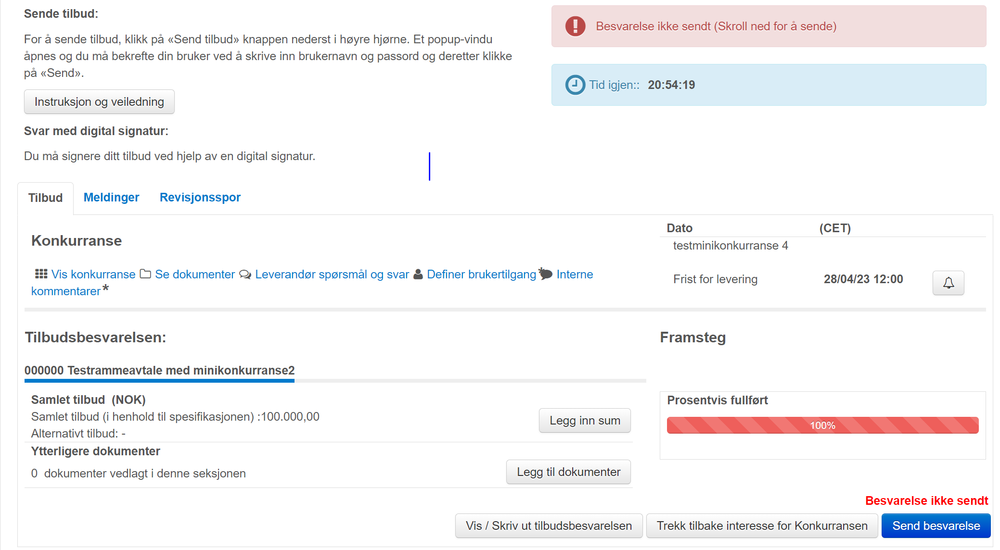 Sende tilbud:
For å sende tilbud, klikk på «Send tilbud» knappen nederst i høyre hjørne. Et popup-vindu
åpnes og du må bekrefte din bruker ved å skrive inn brukernavn og passord og deretter klikke
på «Send».
Instruksjon og veiledning
Svar med digital signatur:
Du må signere ditt tilbud ved hjelp av en digital signatur.
Besvarelse ikke sendt (Skroll ned for å sende)
Tid igjen:: 20:54:19
Tilbud Meldinger Revisjonsspor
Konkurranse
Vis konkurranse Se dokumenter Leverandør spørsmål og svar Definer brukertilgang Interne
kommentarer*
Dato (CET)
testminikonkurranse 4
Frist for levering 28/04/23 12:00
Tilbudsbesvarelsen:
000000 Testrammeavtale med minikonkurranse2
Samlet tilbud (NOK)
Samlet tilbud (i henhold til spesifikasjonen) :100.000,00
Alternativt tilbud: -
Legg inn sum
Ytterligere dokumenter
0 dokumenter vedlagt i denne seksjonen
Legg til dokumenter
Framsteg
Prosentvis fullført
100%
Besvarelse ikke sendt
Vis / Skriv ut tilbudsbesvarelsen Trekk tilbake interesse for Konkurransen Send besvarelse